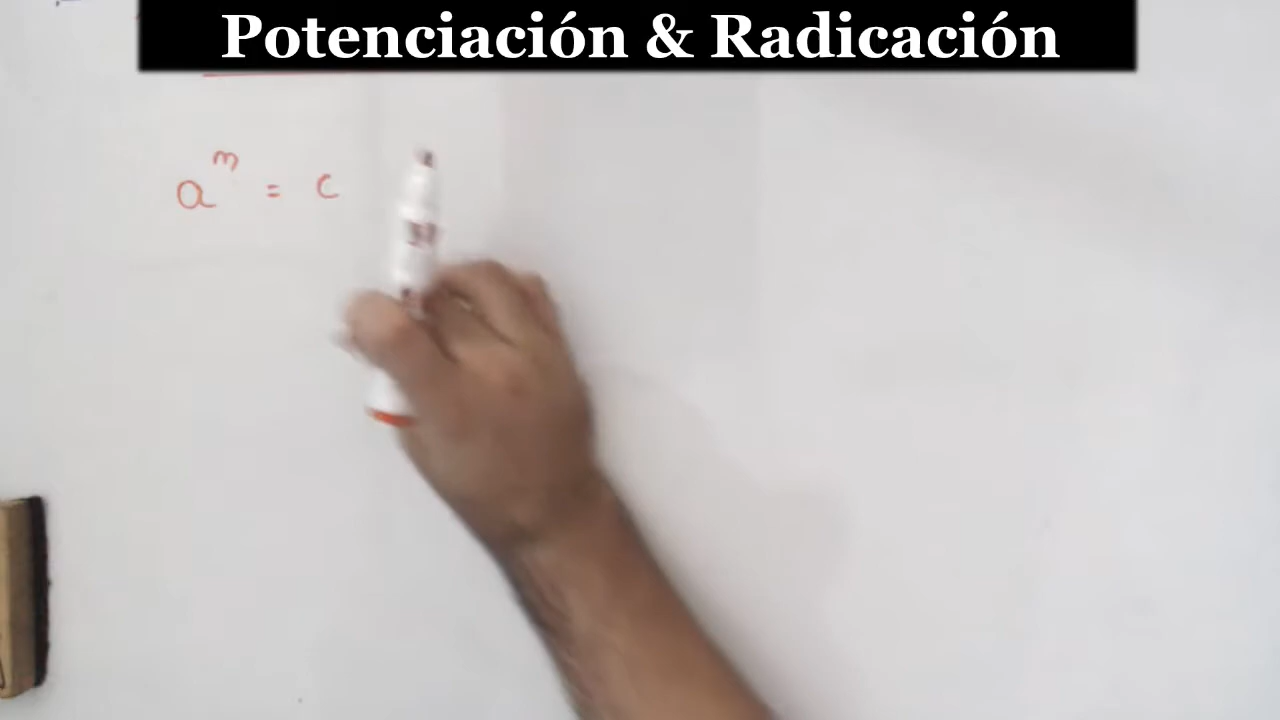 Potenciación & Radicación
a^m = c